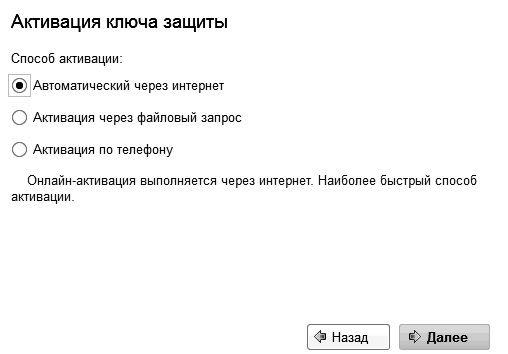 Активация ключа защиты
Способ активации:
Автоматический через интернет
Активация через файловый запрос
Активация по телефону
Онлайн-активация выполняется через интернет. Наиболее быстрый способ
активации.
Назад
Далее